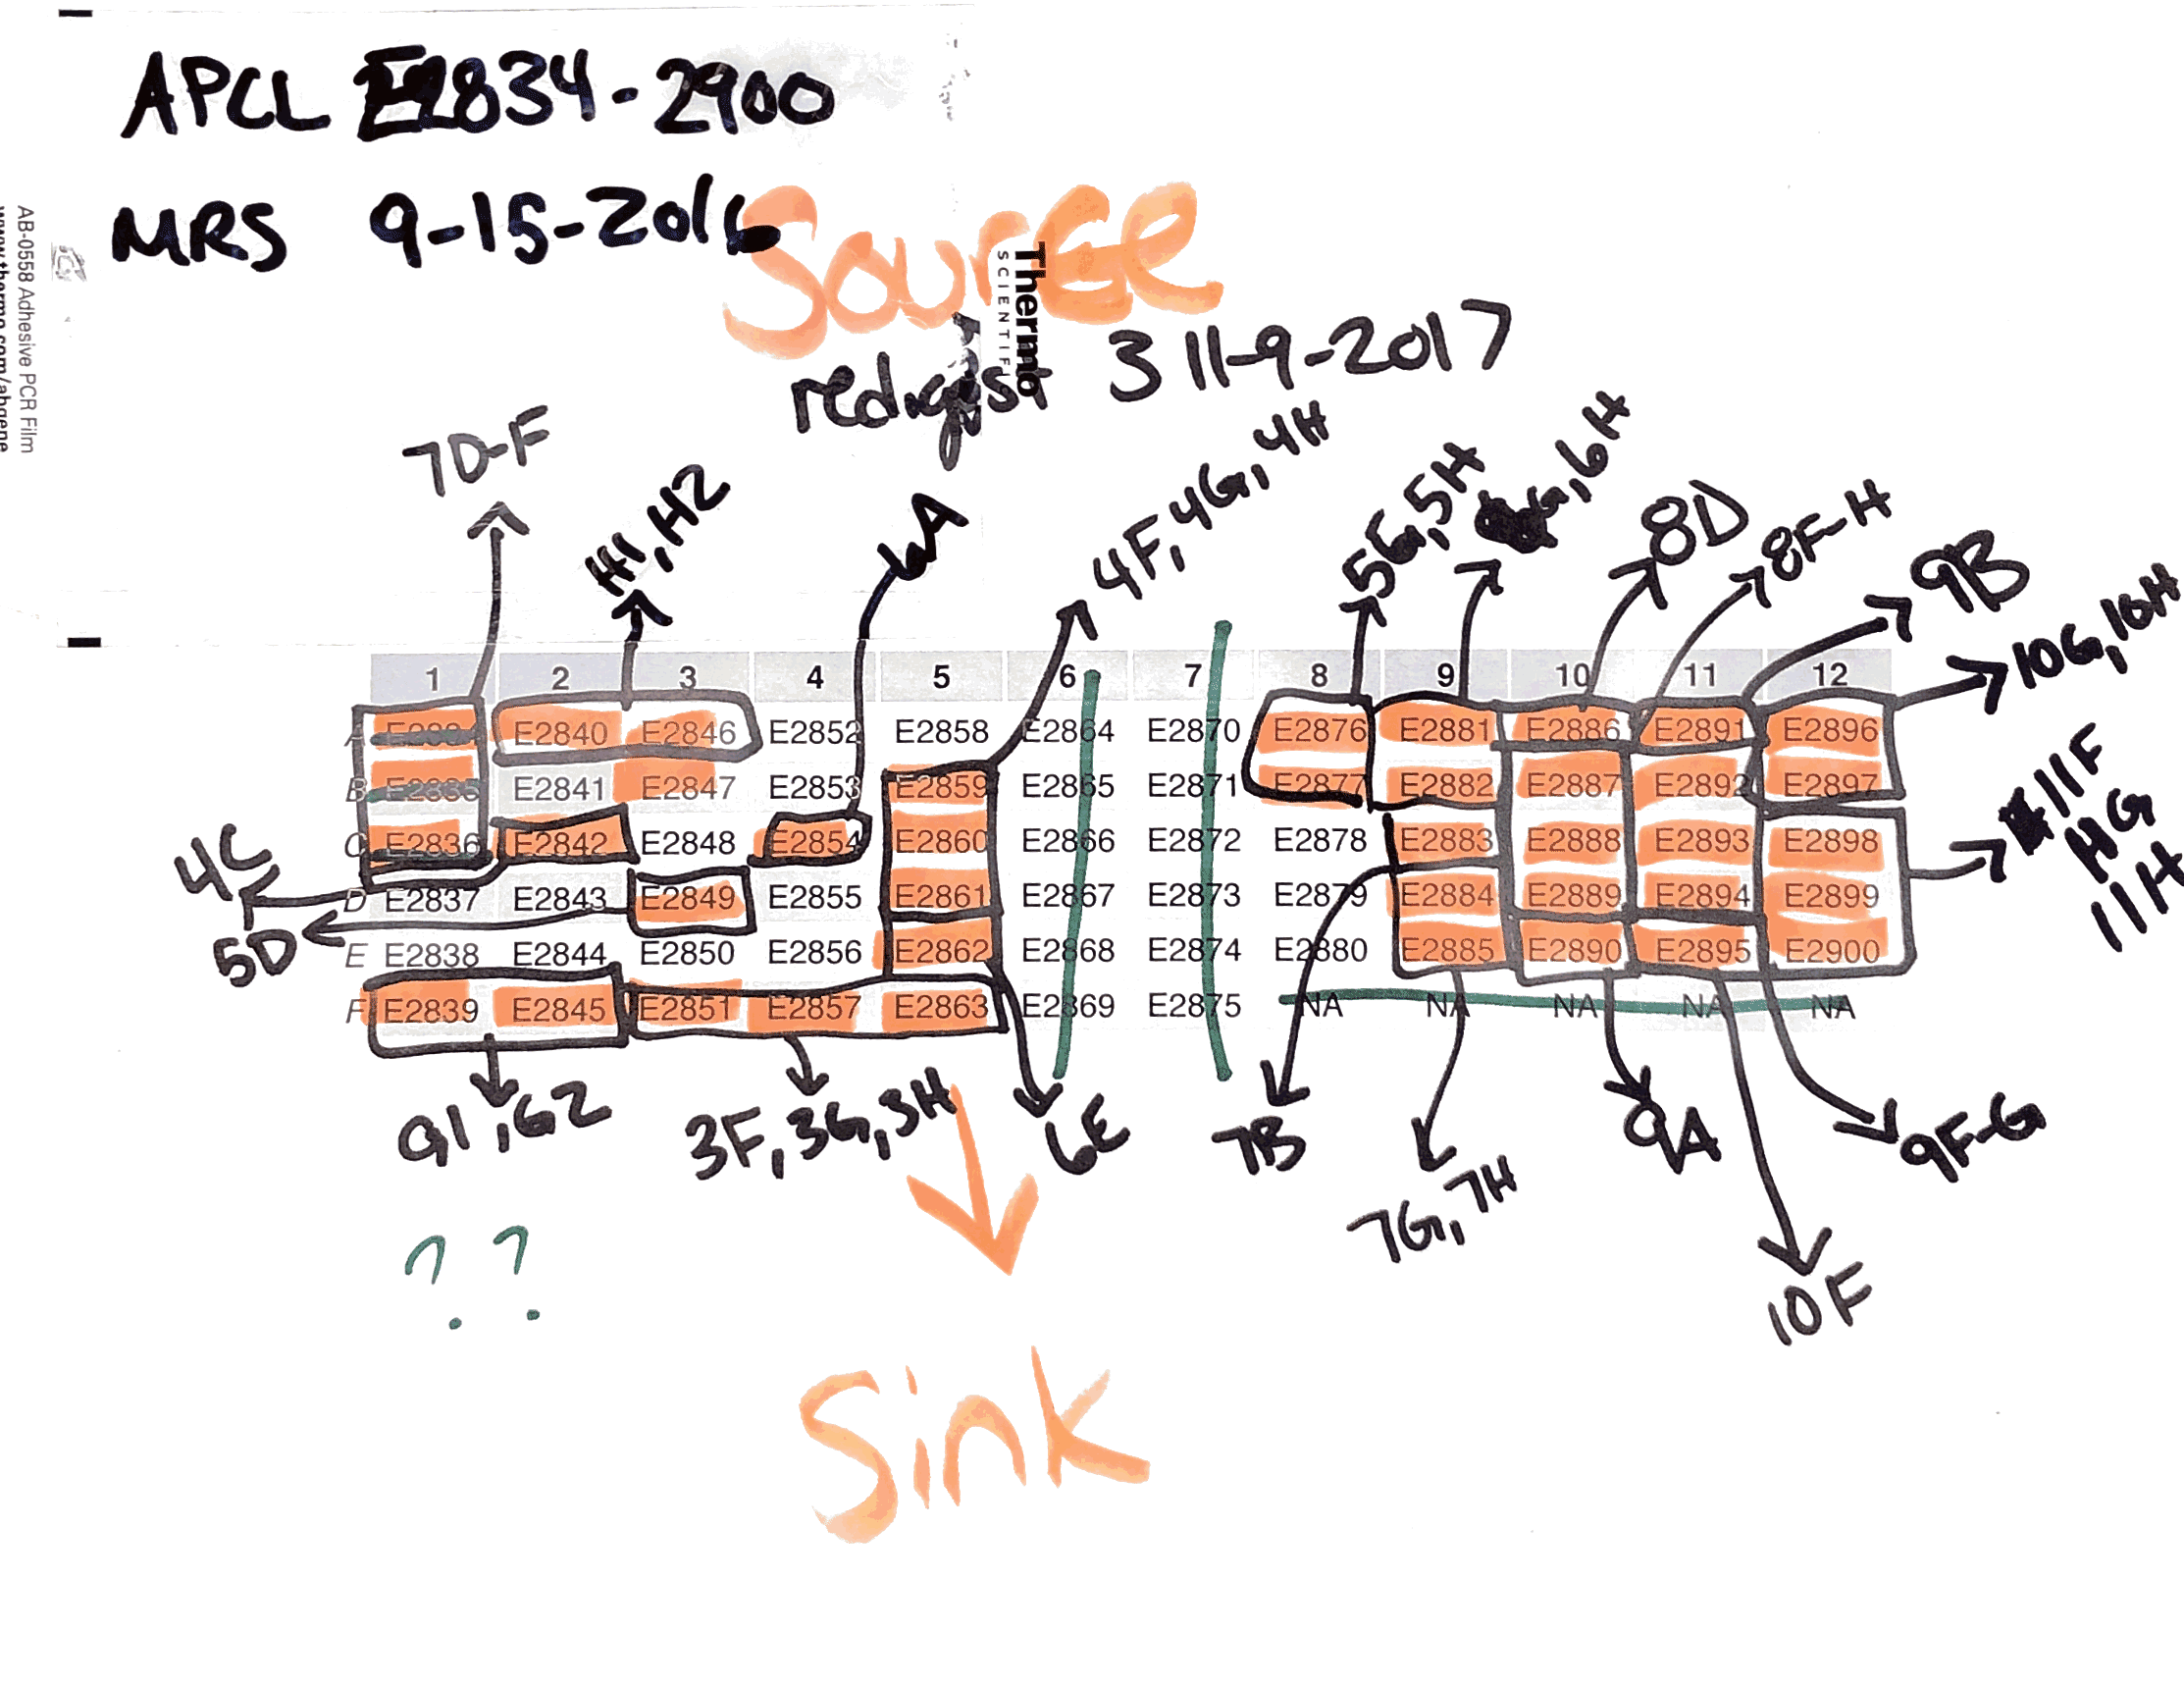 APCL E2834-2900
MRS 9-15-2016
Source
AB-0558 Adhesive PCR Film
www.thermo.com/abgene
Thermo
SCIENTIF
redigest 3 11-9-2017
7D-F
H1, H2
6A
4F, 4G, 4H
5G, 5H
G, 6H
8D
8F-H
9B
10G, 10H
1 2 3 4 5 6 7 8 9 10 11 12
A E2840 E2846 E2852 E2858 E2864 E2870 E2876 E2881 E2886 E2891 E2896
B E2835 E2841 E2847 E2853 E2859 E2865 E2871 E2877 E2882 E2887 E2892 E2897
C E2836 E2842 E2848 E2854 E2860 E2866 E2872 E2878 E2883 E2888 E2893 E2898
D E2837 E2843 E2849 E2855 E2861 E2867 E2873 E2879 E2884 E2889 E2894 E2899
E E2838 E2844 E2850 E2856 E2862 E2868 E2874 E2880 E2885 E2890 E2895 E2900
F E2839 E2845 E2851 E2857 E2863 E2869 E2875 NA NA NA NA NA
4C
5D
11F
11G
11H
G1, G2
3F, 3G, 3H
6E
7B
7G, 7H
9A
9F-G
10F
? ?
Sink